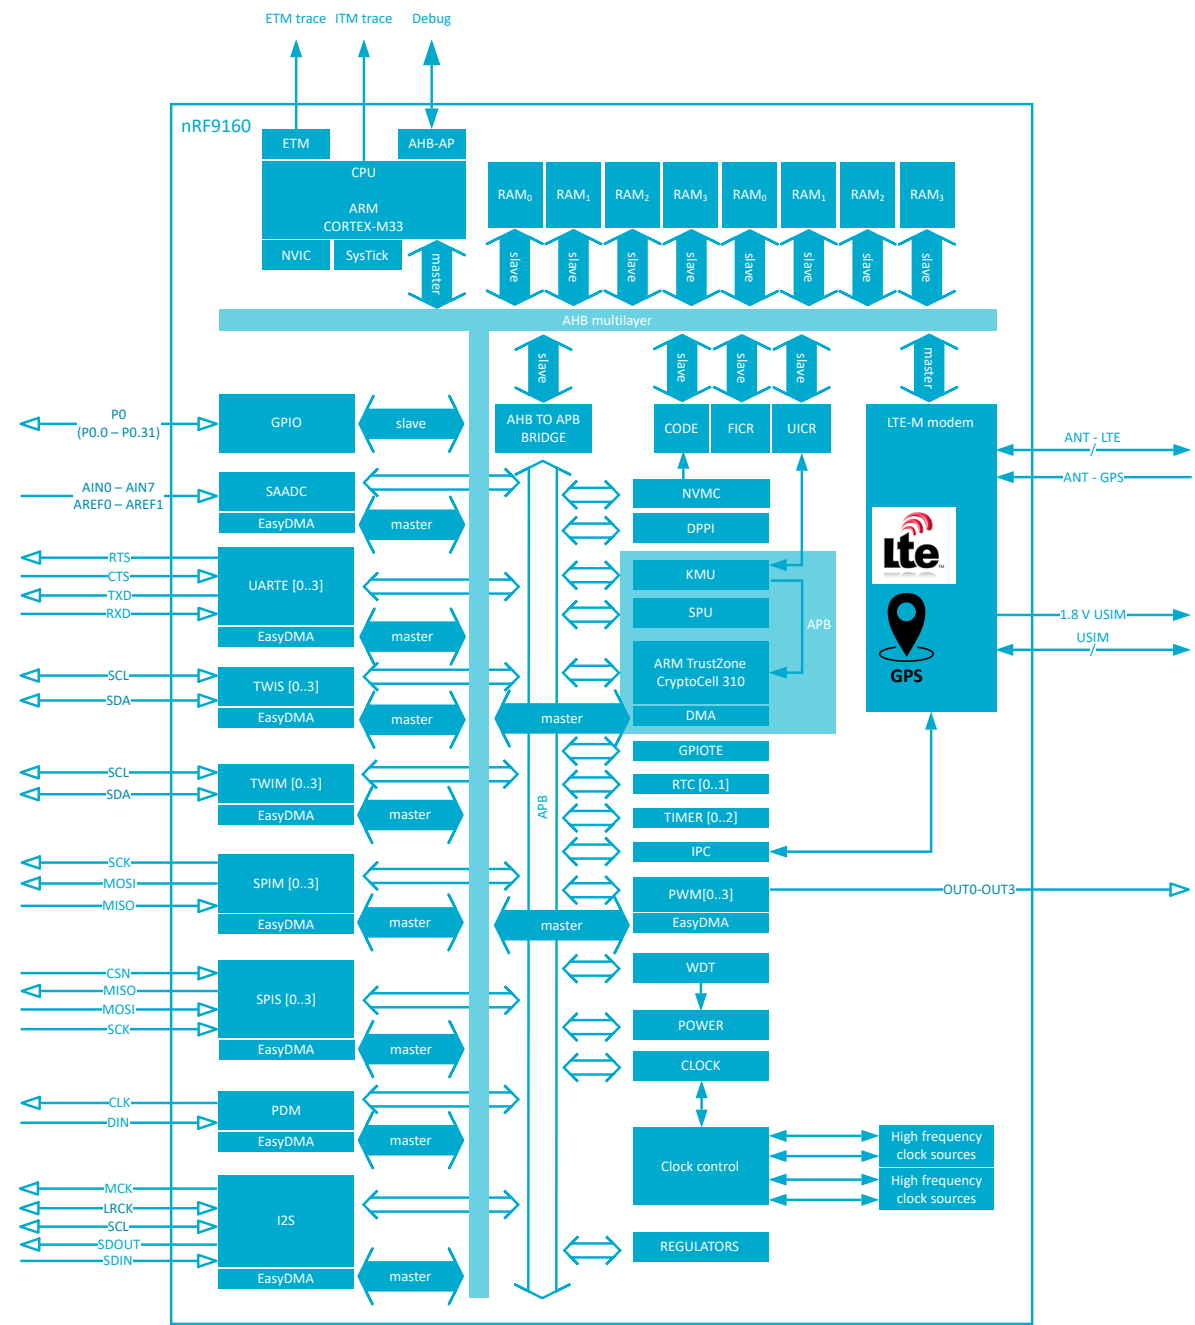 ETM trace ITM trace Debug
nRF9160
ETM
AHB-AP
CPU
ARM
CORTEX-M33
NVIC
SysTick
master
RAM0
RAM1
RAM2
RAM3
RAM0
RAM1
RAM2
RAM3
slave
slave
slave
slave
slave
slave
slave
slave
AHB multilayer
slave
slave
slave
slave
master
P0
(P0.0 – P0.31)
GPIO
slave
AHB TO APB
BRIDGE
CODE
FICR
UICR
LTE-M modem
ANT - LTE
ANT - GPS
AIN0 – AIN7
AREF0 – AREF1
SAADC
EasyDMA
master
NVMC
DPPI
RTS
CTS
TXD
RXD
UARTE [0..3]
EasyDMA
master
KMU
SPU
APB
ARM TrustZone
CryptoCell 310
DMA
master
Lte
TM
GPS
1.8 V USIM
USIM
SCL
SDA
TWIS [0..3]
EasyDMA
master
GPIOTE
RTC [0..1]
TIMER [0..2]
IPC
APB
SCL
SDA
TWIM [0..3]
EasyDMA
master
SCK
MOSI
MISO
SPIM [0..3]
EasyDMA
master
PWM[0..3]
EasyDMA
master
OUT0-OUT3
WDT
POWER
CLOCK
CSN
MISO
MOSI
SCK
SPIS [0..3]
EasyDMA
master
CLK
DIN
PDM
EasyDMA
master
Clock control
High frequency
clock sources
High frequency
clock sources
MCK
LRCK
SCL
SDOUT
SDIN
I2S
EasyDMA
master
REGULATORS